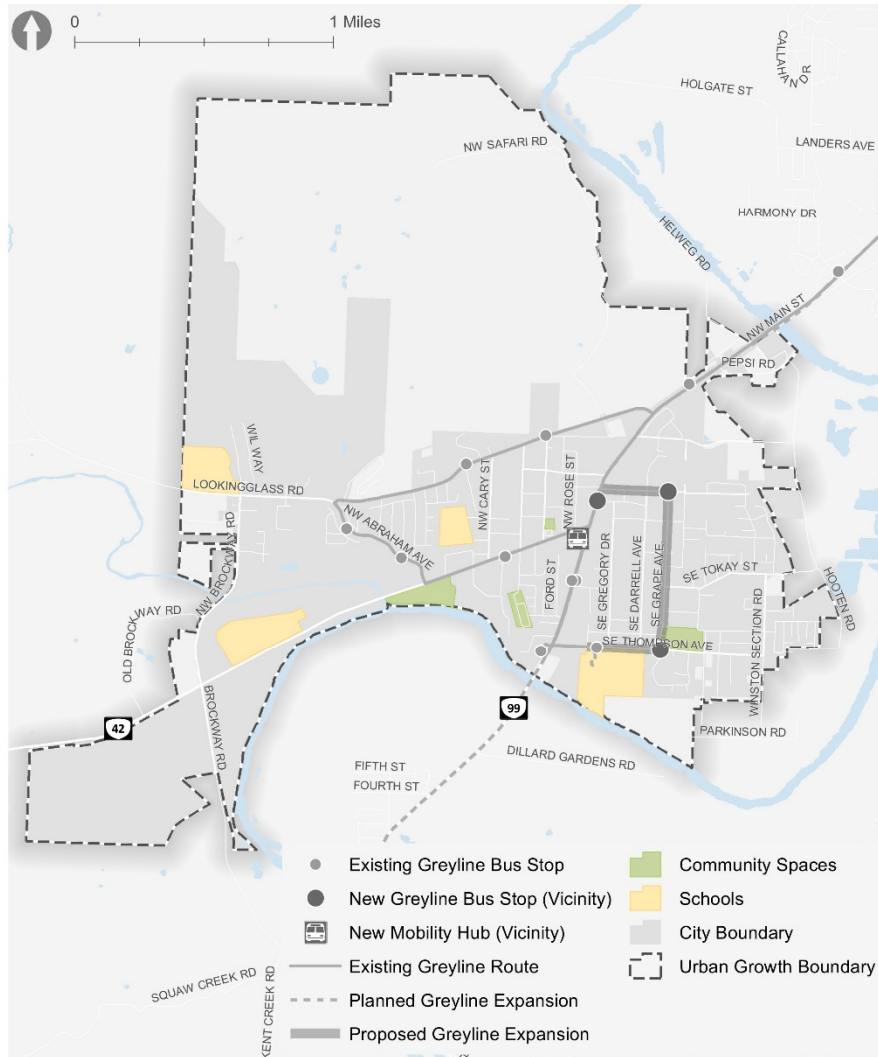 0
1 Miles
CALLAHAN DR
HOLGATE ST
NW SAFARI RD
LANDERS AVE
HARMONY DR
HELWEG RD
NW MAIN ST
PEPSI RD
WIL WAY
LOOKINGGLASS RD
NW CARY ST
NW ROSE ST
NW ABRAHAM AVE
NW BROCKWAY RD
FORD ST
SE GREGORY DR
SE DARRELL AVE
SE GRAPE AVE
SE TOKAY ST
HOOTEN RD
OLD BROCKWAY RD
SE THOMPSON AVE
WINSTON SECTION RD
BROCKWAY RD
42
99
PARKINSON RD
DILLARD GARDENS RD
FIFTH ST
FOURTH ST
SQUAW CREEK RD
KENT CREEK RD
Existing Greyline Bus Stop
New Greyline Bus Stop (Vicinity)
New Mobility Hub (Vicinity)
Existing Greyline Route
Planned Greyline Expansion
Proposed Greyline Expansion
Community Spaces
Schools
City Boundary
Urban Growth Boundary